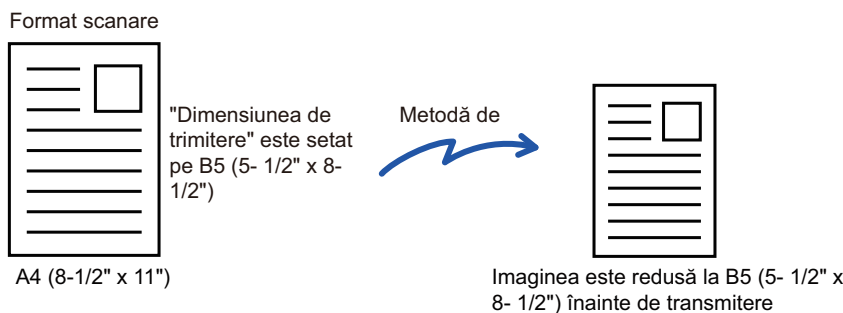 Format scanare
"Dimensiunea de
trimitere" este setat
pe B5 (5- 1/2" x 8-
1/2")
Metodă de
A4 (8-1/2" x 11")
Imaginea este redusă la B5 (5- 1/2" x
8- 1/2") înainte de transmitere